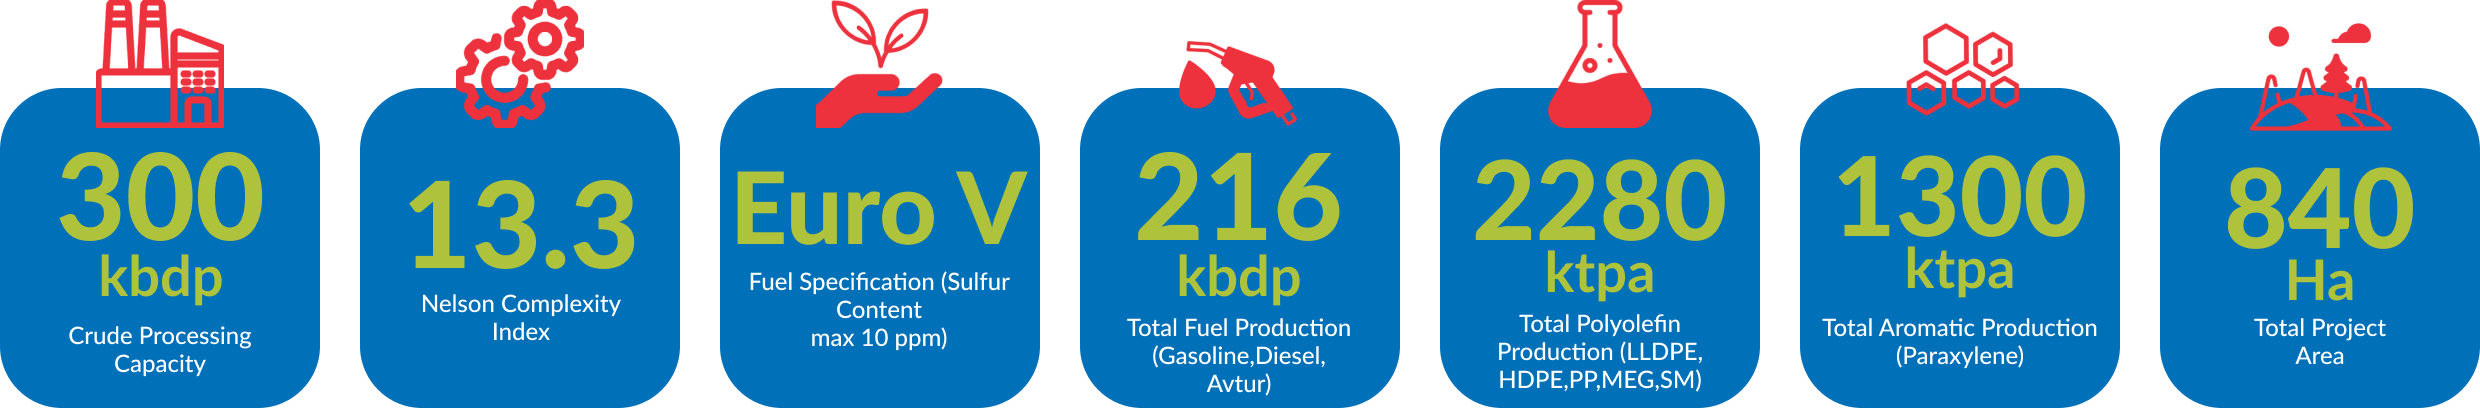 300
kbdp
Crude Processing
Capacity
13.3
Nelson Complexity
Index
Euro V
Fuel Specification (Sulfur
Content
max 10 ppm)
216
kbdp
Total Fuel Production
(Gasoline,Diesel,
Avtur)
2280
ktpa
Total Polyolefin
Production (LLDPE,
HDPE,PP,MEG,SM)
1300
ktpa
Total Aromatic Production
(Paraxylene)
840
Ha
Total Project
Area